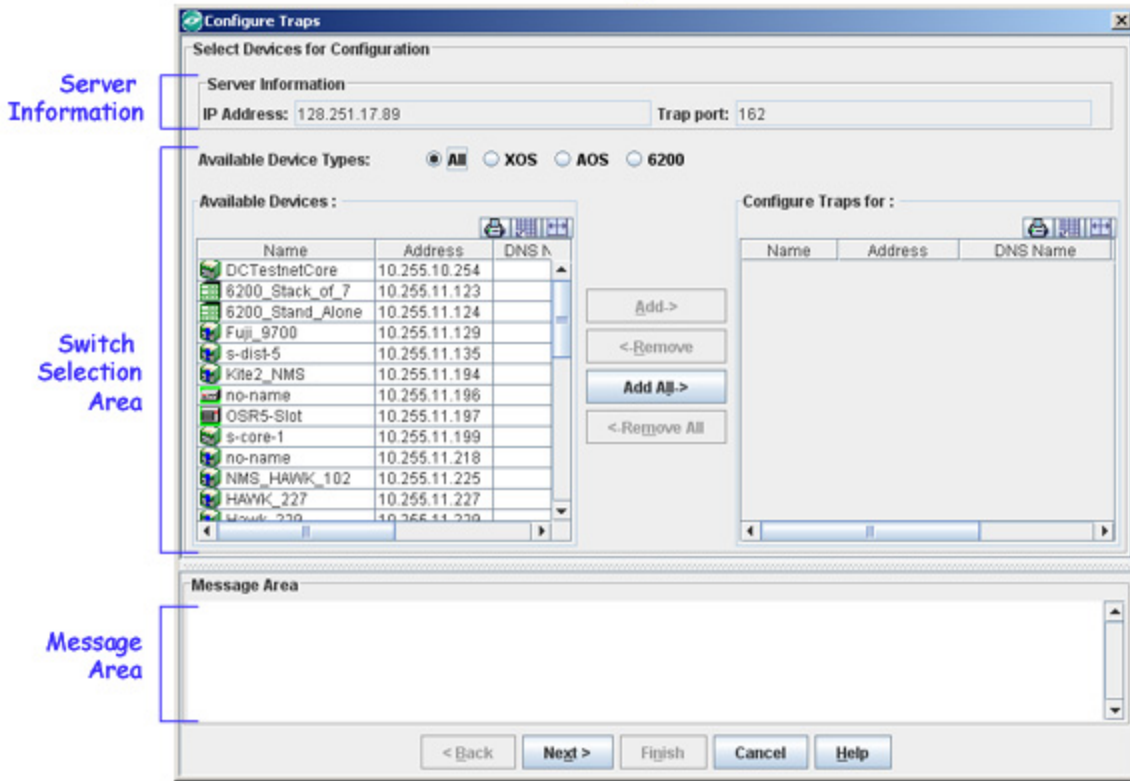 Configure Traps
Select Devices for Configuration
Server Information
Server Information
IP Address: 128.251.17.89 Trap port: 162
Available Device Types: All XOS AOS 6200
Switch Selection Area
Available Devices :
Name Address DNS N
DCTestnetCore 10.255.10.254
6200_Stack_of_7 10.255.11.123
6200_Stand_Alone 10.255.11.124
Fuji_9700 10.255.11.129
s-dist-5 10.255.11.135
Kite2_NMS 10.255.11.194
no-name 10.255.11.196
OSR5-Slot 10.255.11.197
s-core-1 10.255.11.199
no-name 10.255.11.218
NMS_HAWK_102 10.255.11.225
HAWK_227 10.255.11.227
Add->
<-Remove
Add All->
<-Remove All
Configure Traps for :
Name Address DNS Name
Message Area
Message Area
< Back Next > Finish Cancel Help